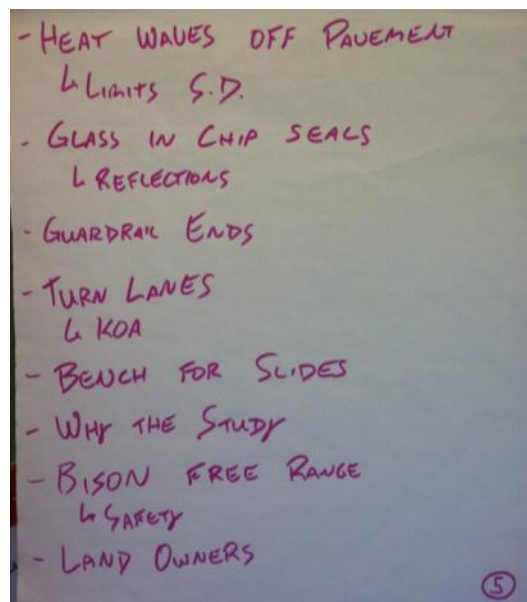 - HEAT WAVES OFF PAVEMENT
↳ LIMITS S.D.
- GLASS IN CHIP SEALS
↳ REFLECTIONS
- GUARDRAIL ENDS
- TURN LANES
↳ KOA
- BENCH FOR SLIDES
- WHY THE STUDY
- BISON FREE RANGE
↳ SAFETY
- LAND OWNERS
5